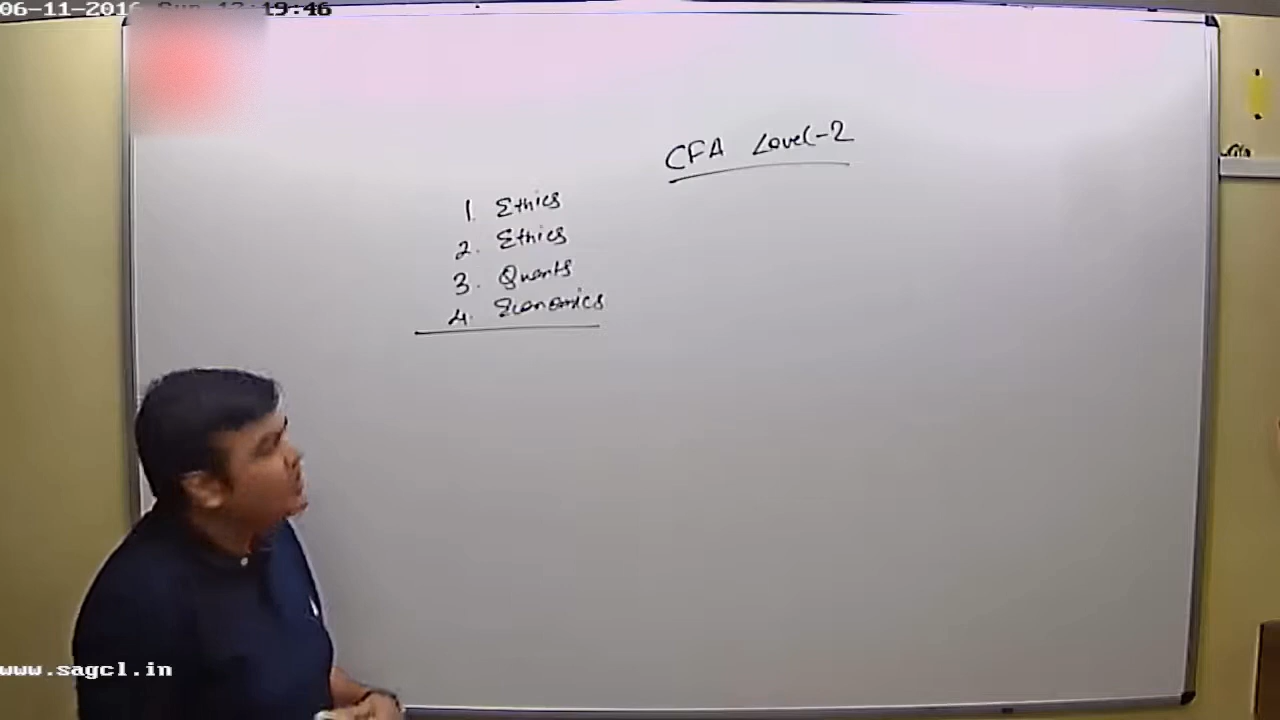 06-11-2016 Sun 12:19:46
CFA Level-2
1. Ethics
2. Ethics
3. Quants
4. Economics
www.sagcl.in